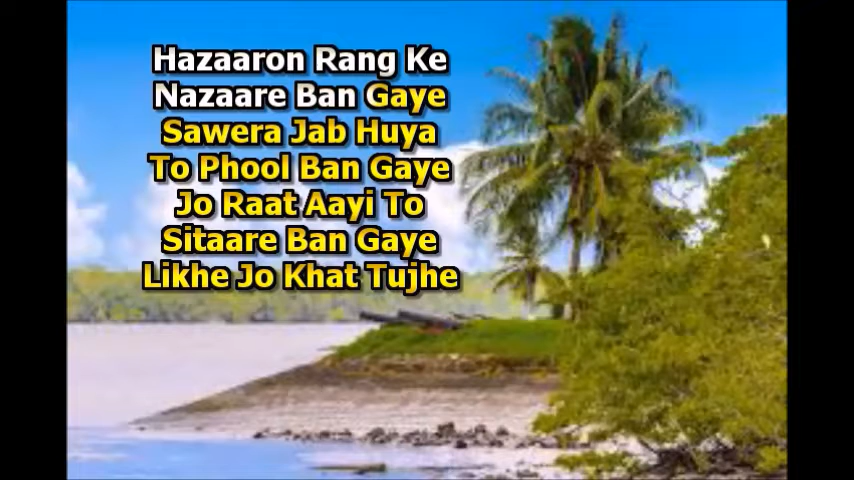 Hazaaron Rang Ke
Nazaare Ban Gaye
Sawera Jab Huya
To Phool Ban Gaye
Jo Raat Aayi To
Sitaare Ban Gaye
Likhe Jo Khat Tujhe